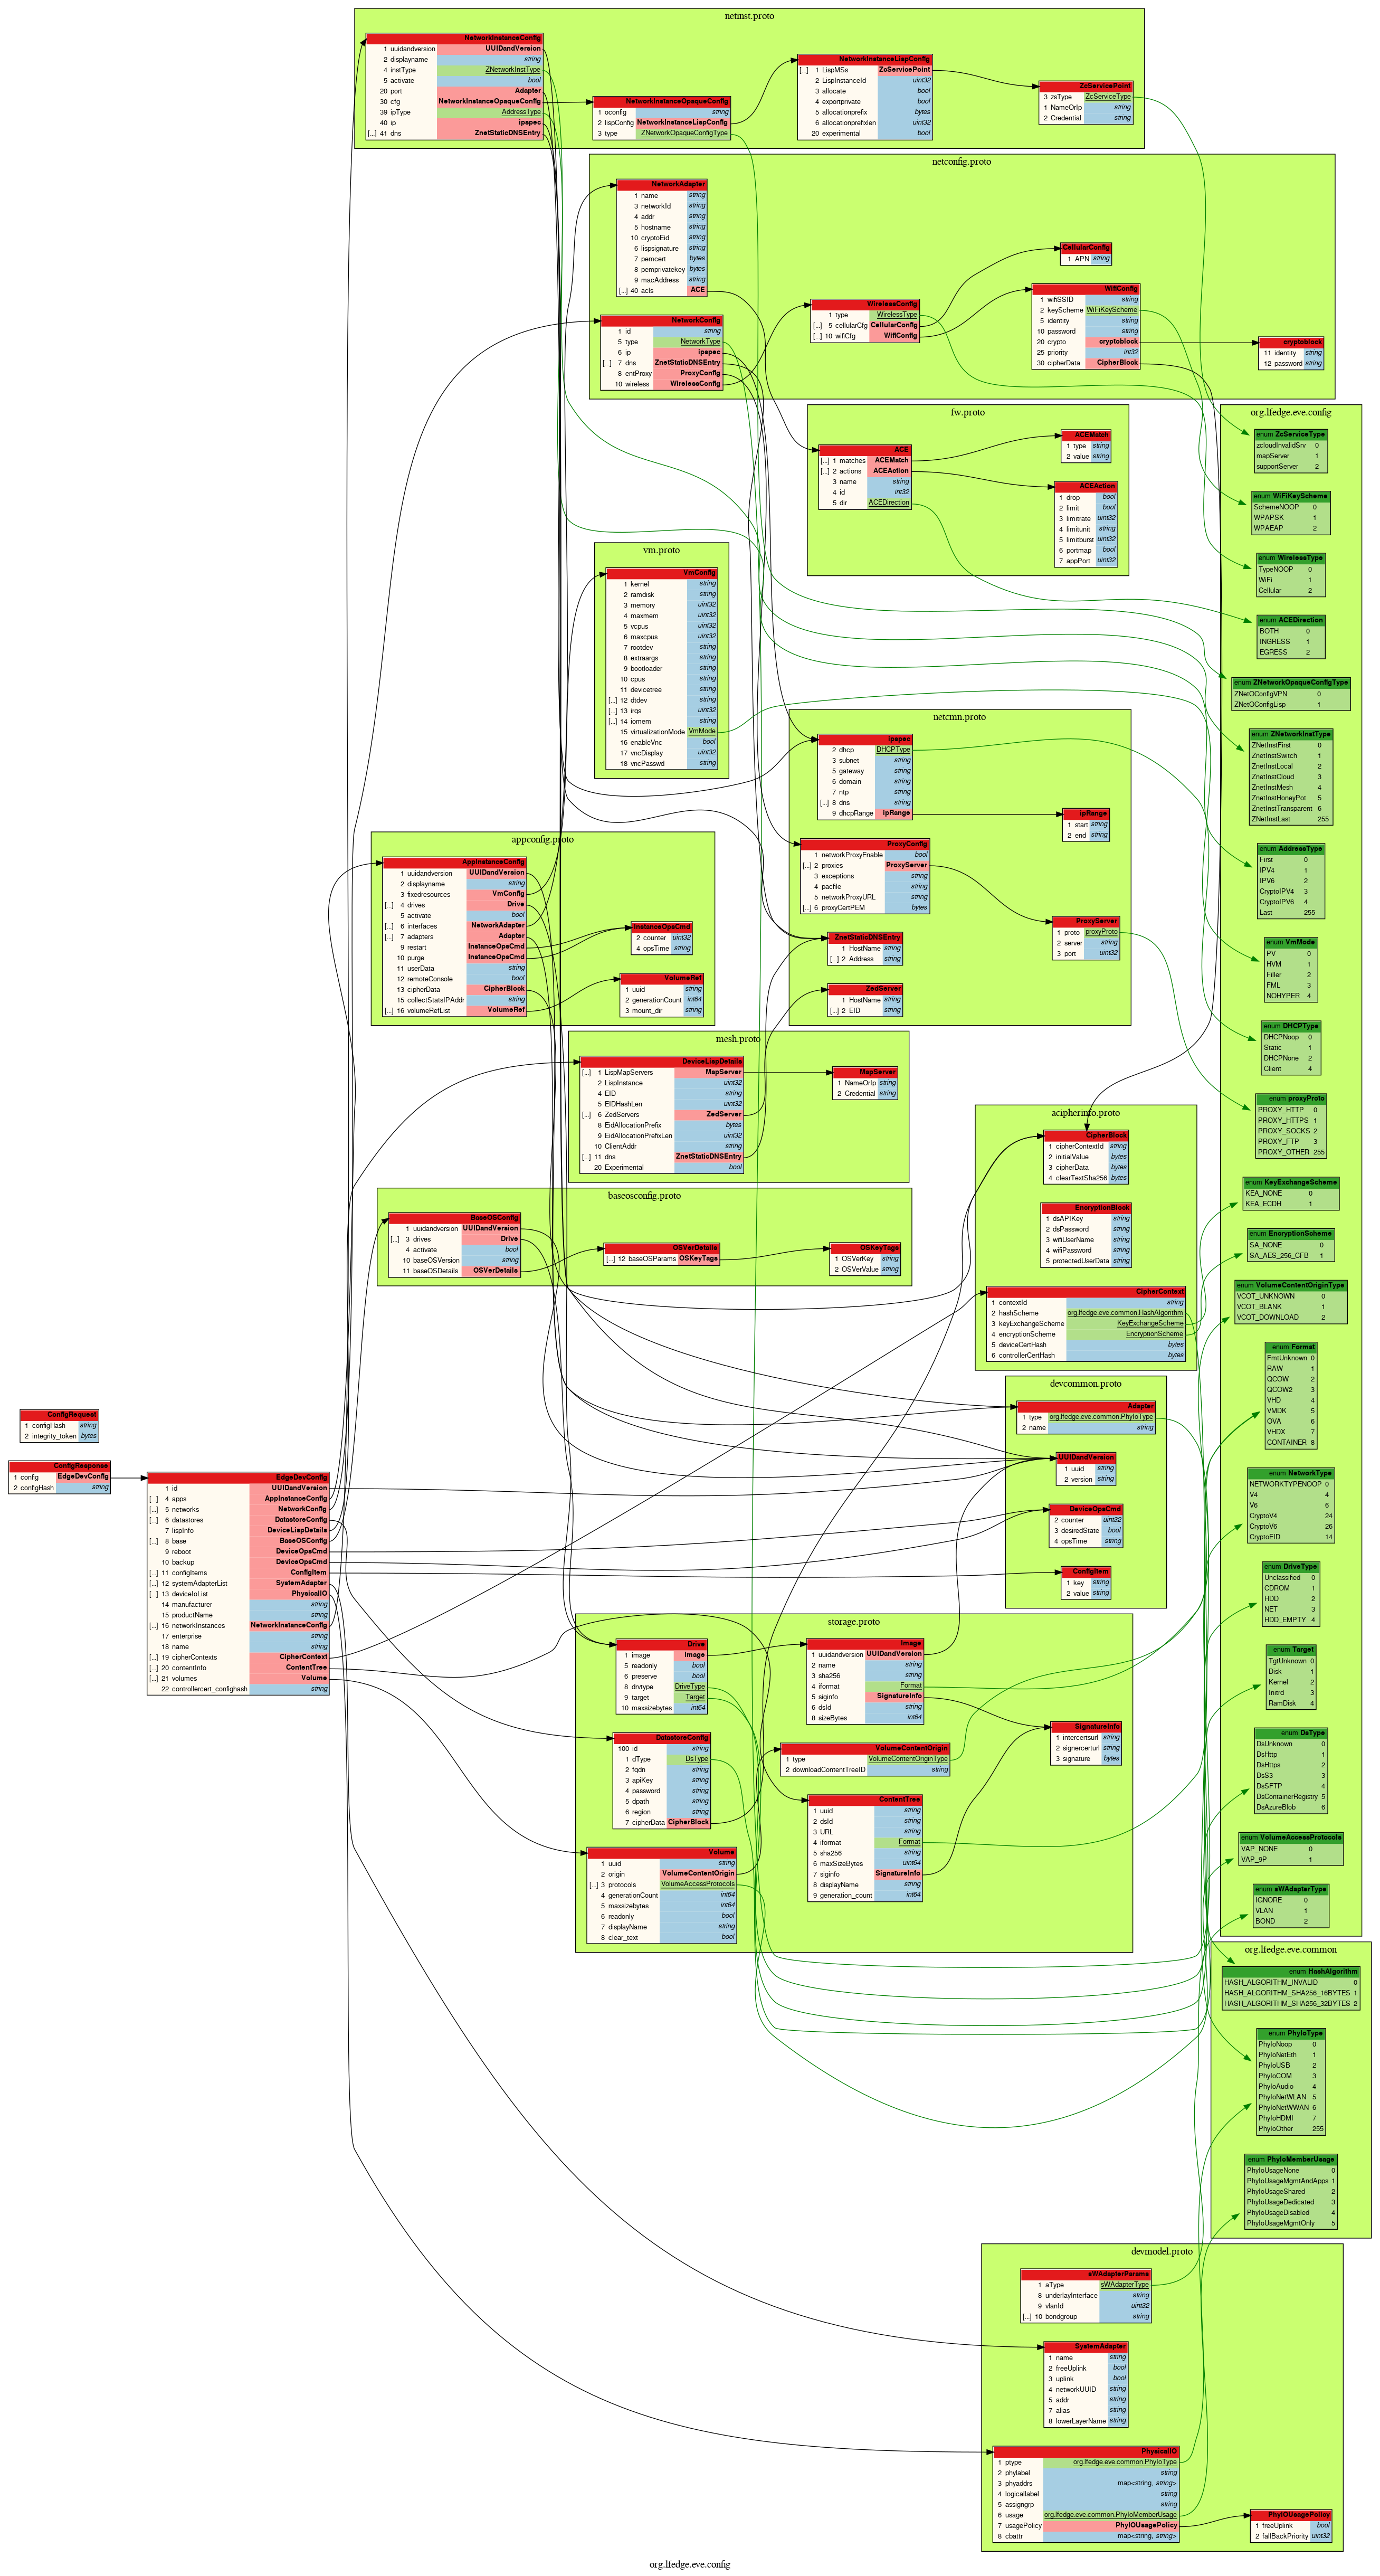 netinst.proto
NetworkInstanceConfig
1 uuidandversion UUIDandVersion
2 displayname string
4 instType ZNetworkInstType
5 activate bool
20 port Adapter
30 cfg NetworkInstanceOpaqueConfig
39 ipType AddressType
40 ip ipspec
[...] 41 dns ZnetStaticDNSEntry
NetworkInstanceOpaqueConfig
1 oconfig string
2 lispConfig NetworkInstanceLispConfig
3 type ZNetworkOpaqueConfigType
NetworkInstanceLispConfig
[...] 1 LispMSs ZcServicePoint
2 LispInstanceId uint32
3 allocate bool
4 exportprivate bool
5 allocationprefix bytes
6 allocationprefixlen uint32
20 experimental bool
ZcServicePoint
3 zsType ZcServiceType
1 NameOrIp string
2 Credential string
netconfig.proto
NetworkAdapter
1 name string
3 networkId string
4 addr string
5 hostname string
10 cryptoEid string
6 lispsignature string
7 pemcert bytes
8 pemprivatekey bytes
9 macAddress string
[...] 40 acls ACE
NetworkConfig
1 id string
5 type NetworkType
6 ip ipspec
[...] 7 dns ZnetStaticDNSEntry
8 entProxy ProxyConfig
10 wireless WirelessConfig
WirelessConfig
1 type WirelessType
[...] 5 cellularCfg CellularConfig
[...] 10 wifiCfg WifiConfig
CellularConfig
1 APN string
WifiConfig
1 wifiSSID string
2 keyScheme WiFiKeyScheme
5 identity string
10 password string
20 crypto cryptoblock
25 priority int32
30 cipherData CipherBlock
cryptoblock
11 identity string
12 password string
fw.proto
ACE
[...] 1 matches ACEMatch
[...] 2 actions ACEAction
3 name string
4 id int32
5 dir ACEDirection
ACEMatch
1 type string
2 value string
ACEAction
1 drop bool
2 limit bool
3 limitrate uint32
4 limitunit string
5 limitburst uint32
6 portmap bool
7 appPort uint32
vm.proto
VmConfig
1 kernel string
2 ramdisk string
3 memory uint32
4 maxmem uint32
5 vcpus uint32
6 maxcpus uint32
7 rootdev string
8 extraargs string
9 bootloader string
10 cpus string
11 devicetree string
[...] 12 dtdev string
[...] 13 irqs uint32
[...] 14 iomem string
15 virtualizationMode VmMode
16 enableVnc bool
17 vncDisplay uint32
18 vncPasswd string
netcmn.proto
ipspec
2 dhcp DHCPType
3 subnet string
5 gateway string
6 domain string
7 ntp string
[...] 8 dns string
9 dhcpRange ipRange
ipRange
1 start string
2 end string
ProxyConfig
1 networkProxyEnable bool
[...] 2 proxies ProxyServer
3 exceptions string
4 pacfile string
5 networkProxyURL string
[...] 6 proxyCertPEM bytes
ProxyServer
1 proto proxyProto
2 server string
3 port uint32
ZnetStaticDNSEntry
1 HostName string
[...] 2 Address string
ZedServer
1 HostName string
[...] 2 EID string
appconfig.proto
AppInstanceConfig
1 uuidandversion UUIDandVersion
2 displayname string
3 fixedresources VmConfig
[...] 4 drives Drive
5 activate bool
[...] 6 interfaces NetworkAdapter
[...] 7 adapters Adapter
9 restart InstanceOpsCmd
10 purge InstanceOpsCmd
11 userData string
12 remoteConsole bool
13 cipherData CipherBlock
15 collectStatsIPAddr string
[...] 16 volumeRefList VolumeRef
InstanceOpsCmd
2 counter uint32
4 opsTime string
VolumeRef
1 uuid string
2 generationCount int64
3 mount_dir string
mesh.proto
DeviceLispDetails
[...] 1 LispMapServers MapServer
2 LispInstance uint32
4 EID string
5 EIDHashLen uint32
[...] 6 ZedServers ZedServer
8 EidAllocationPrefix bytes
9 EidAllocationPrefixLen uint32
10 ClientAddr string
[...] 11 dns ZnetStaticDNSEntry
20 Experimental bool
MapServer
1 NameOrIp string
2 Credential string
baseosconfig.proto
BaseOSConfig
1 uuidandversion UUIDandVersion
[...] 3 drives Drive
4 activate bool
10 baseOSVersion string
11 baseOSDetails OSVerDetails
OSVerDetails
[...] 12 baseOSParams OSKeyTags
OSKeyTags
1 OSVerKey string
2 OSVerValue string
acipherinfo.proto
CipherBlock
1 cipherContextId string
2 initialValue bytes
3 cipherData bytes
4 clearTextSha256 bytes
EncryptionBlock
1 dsAPIKey string
2 dsPassword string
3 wifiUserName string
4 wifiPassword string
5 protectedUserData string
CipherContext
1 contextId string
2 hashScheme org.lfedge.eve.common.HashAlgorithm
3 keyExchangeScheme KeyExchangeScheme
4 encryptionScheme EncryptionScheme
5 deviceCertHash bytes
6 controllerCertHash bytes
devcommon.proto
Adapter
1 type org.lfedge.eve.common.PhyIoType
2 name string
UUIDandVersion
1 uuid string
2 version string
DeviceOpsCmd
2 counter uint32
3 desiredState bool
4 opsTime string
ConfigItem
1 key string
2 value string
ConfigRequest
1 configHash string
2 integrity_token bytes
ConfigResponse
1 config EdgeDevConfig
2 configHash string
EdgeDevConfig
1 id UUIDandVersion
[...] 4 apps AppInstanceConfig
[...] 5 networks NetworkConfig
[...] 6 datastores DatastoreConfig
7 lispInfo DeviceLispDetails
[...] 8 base BaseOSConfig
9 reboot DeviceOpsCmd
10 backup DeviceOpsCmd
[...] 11 configItems ConfigItem
[...] 12 systemAdapterList SystemAdapter
[...] 13 deviceIoList PhysicalIO
14 manufacturer string
15 productName string
[...] 16 networkInstances NetworkInstanceConfig
17 enterprise string
18 name string
[...] 19 cipherContexts CipherContext
[...] 20 contentInfo ContentTree
[...] 21 volumes Volume
22 controllercert_confighash string
storage.proto
Drive
1 image Image
5 readonly bool
6 preserve bool
8 drvtype DriveType
9 target Target
10 maxsizebytes int64
Image
1 uuidandversion UUIDandVersion
2 name string
3 sha256 string
4 iformat Format
5 siginfo SignatureInfo
6 dsId string
8 sizeBytes int64
SignatureInfo
1 intercertsurl string
2 signercerturl string
3 signature bytes
DatastoreConfig
100 id string
1 dType DsType
2 fqdn string
3 apiKey string
4 password string
5 dpath string
6 region string
7 cipherData CipherBlock
VolumeContentOrigin
1 type VolumeContentOriginType
2 downloadContentTreeID string
ContentTree
1 uuid string
2 dsId string
3 URL string
4 iformat Format
5 sha256 string
6 maxSizeBytes uint64
7 siginfo SignatureInfo
8 displayName string
9 generation_count int64
Volume
1 uuid string
2 origin VolumeContentOrigin
[...] 3 protocols VolumeAccessProtocols
4 generationCount int64
5 maxsizebytes int64
6 readonly bool
7 displayName string
8 clear_text bool
org.lfedge.eve.config
enum ZcServiceType
zcloudInvalidSrv 0
mapServer 1
supportServer 2
enum WiFiKeyScheme
SchemeNOOP 0
WPAPSK 1
WPAEAP 2
enum WirelessType
TypeNOOP 0
WiFi 1
Cellular 2
enum ACEDirection
BOTH 0
INGRESS 1
EGRESS 2
enum ZNetworkOpaqueConfigType
ZNetOConfigVPN 0
ZNetOConfigLisp 1
enum ZNetworkInstType
ZNetInstFirst 0
ZnetInstSwitch 1
ZnetInstLocal 2
ZnetInstCloud 3
ZnetInstMesh 4
ZnetInstHoneyPot 5
ZnetInstTransparent 6
ZNetInstLast 255
enum AddressType
First 0
IPV4 1
IPV6 2
CryptoIPV4 3
CryptoIPV6 4
Last 255
enum VmMode
PV 0
HVM 1
Filler 2
FML 3
NOHYPER 4
enum DHCPType
DHCPNoop 0
Static 1
DHCPNone 2
Client 4
enum proxyProto
PROXY_HTTP 0
PROXY_HTTPS 1
PROXY_SOCKS 2
PROXY_FTP 3
PROXY_OTHER 255
enum KeyExchangeScheme
KEA_NONE 0
KEA_ECDH 1
enum EncryptionScheme
SA_NONE 0
SA_AES_256_CFB 1
enum VolumeContentOriginType
VCOT_UNKNOWN 0
VCOT_BLANK 1
VCOT_DOWNLOAD 2
enum Format
FmtUnknown 0
RAW 1
QCOW 2
QCOW2 3
VHD 4
VMDK 5
OVA 6
VHDX 7
CONTAINER 8
enum NetworkType
NETWORKTYPENOOP 0
V4 4
V6 6
CryptoV4 24
CryptoV6 26
CryptoEID 14
enum DriveType
Unclassified 0
CDROM 1
HDD 2
NET 3
HDD_EMPTY 4
enum Target
TgtUnknown 0
Disk 1
Kernel 2
Initrd 3
RamDisk 4
enum DsType
DsUnknown 0
DsHttp 1
DsHttps 2
DsS3 3
DsSFTP 4
DsContainerRegistry 5
DsAzureBlob 6
enum VolumeAccessProtocols
VAP_NONE 0
VAP_9P 1
enum sWAdapterType
IGNORE 0
VLAN 1
BOND 2
org.lfedge.eve.common
enum HashAlgorithm
HASH_ALGORITHM_INVALID 0
HASH_ALGORITHM_SHA256_16BYTES 1
HASH_ALGORITHM_SHA256_32BYTES 2
enum PhyIoType
PhyIoNoop 0
PhyIoNetEth 1
PhyIoUSB 2
PhyIoCOM 3
PhyIoAudio 4
PhyIoNetWLAN 5
PhyIoNetWWAN 6
PhyIoHDMI 7
PhyIoOther 255
enum PhyIoMemberUsage
PhyIoUsageNone 0
PhyIoUsageMgmtAndApps 1
PhyIoUsageShared 2
PhyIoUsageDedicated 3
PhyIoUsageDisabled 4
PhyIoUsageMgmtOnly 5
devmodel.proto
sWAdapterParams
1 aType sWAdapterType
8 underlayInterface string
9 vlanId uint32
[...] 10 bondgroup string
SystemAdapter
1 name string
2 freeUplink bool
3 uplink bool
4 networkUUID string
5 addr string
7 alias string
8 lowerLayerName string
PhysicalIO
1 ptype org.lfedge.eve.common.PhyIoType
2 phylabel string
3 phyaddrs map<string, string>
4 logicallabel string
5 assigngrp string
6 usage org.lfedge.eve.common.PhyIoMemberUsage
7 usagePolicy PhyIOUsagePolicy
8 cbattr map<string, string>
PhyIOUsagePolicy
1 freeUplink bool
2 fallBackPriority uint32
org.lfedge.eve.config